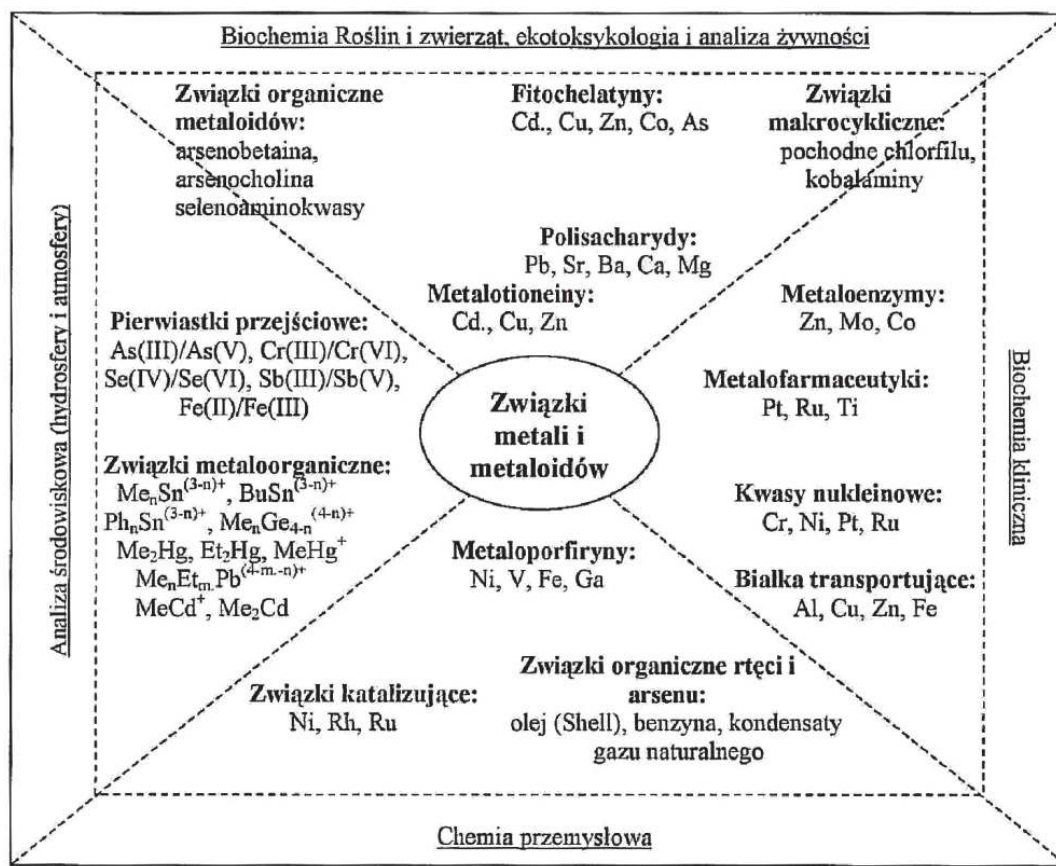 Biochemia Roślin i zwierząt, ekotoksykologia i analiza żywności
Związki organiczne
metaloidów:
arsenobetaina,
arsenocholina
selenoaminokwasy
Fitochelatyny:
Cd., Cu, Zn, Co, As
Związki
makrocykliczne:
pochodne chlorfilu,
kobalaminy
Polisacharydy:
Pb, Sr, Ba, Ca, Mg
Metalotioneiny:
Cd., Cu, Zn
Analiza środowiskowa (hydrosfery i atmosfery)
Pierwiastki przejściowe:
As(III)/As(V), Cr(III)/Cr(VI),
Se(IV)/Se(VI), Sb(III)/Sb(V),
Fe(II)/Fe(III)
Związki metaloorganiczne:
MeₙSn⁽³⁻ⁿ⁾⁺, BuSn⁽³⁻ⁿ⁾⁺
PhₙSn⁽³⁻ⁿ⁾⁺, MeₙGe₄₋ₙ⁽⁴⁻ⁿ⁾⁺
Me₂Hg, Et₂Hg, MeHg⁺
MeₙEtₘ.Pb⁽⁴⁻ᵐ·⁻ⁿ⁾⁺
MeCd⁺, Me₂Cd
Związki
metali i
metaloidów
Metaloenzymy:
Zn, Mo, Co
Metalofarmaceutyki:
Pt, Ru, Ti
Kwasy nukleinowe:
Cr, Ni, Pt, Ru
Białka transportujące:
Al, Cu, Zn, Fe
Biochemia kliniczna
Metaloporfiryny:
Ni, V, Fe, Ga
Związki katalizujące:
Ni, Rh, Ru
Związki organiczne rtęci i
arsenu:
olej (Shell), benzyna, kondensaty
gazu naturalnego
Chemia przemysłowa